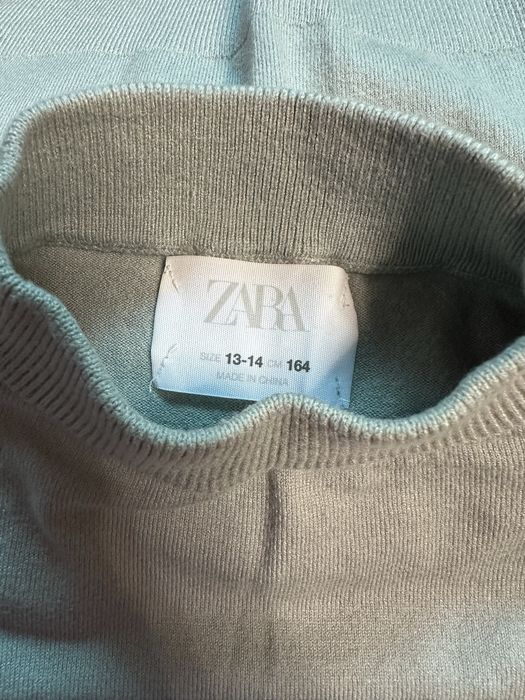 ZARA
SIZE 13-14 CM 164
MADE IN CHINA